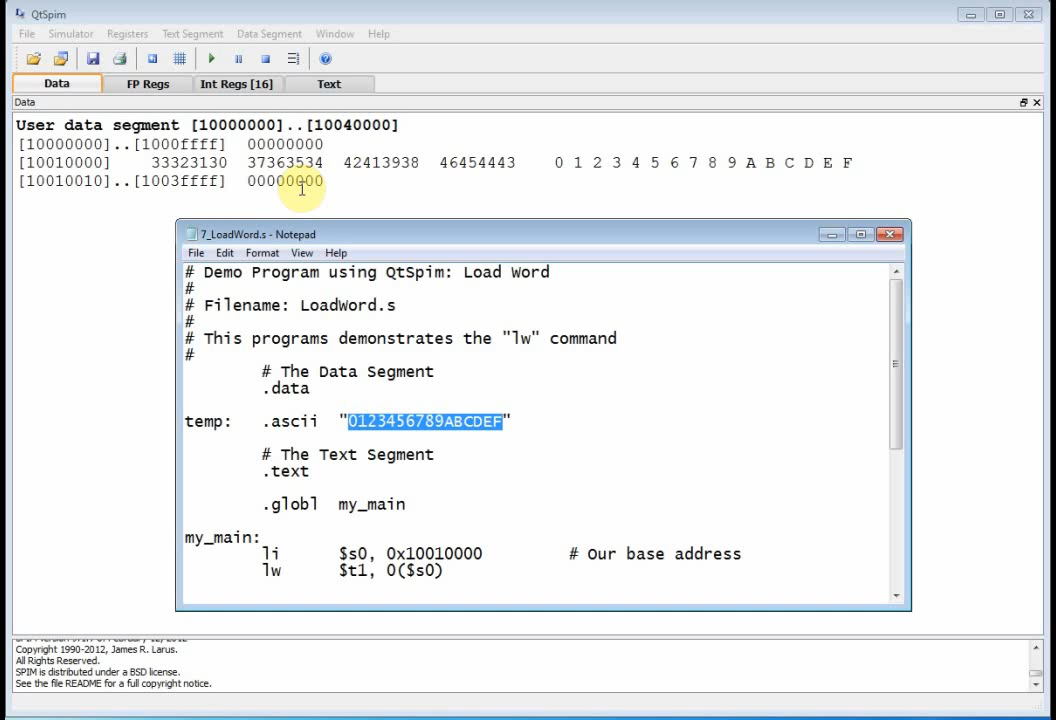 QtSpim
File Simulator Registers Text Segment Data Segment Window Help
Data FP Regs Int Regs [16] Text
Data
User data segment [10000000]..[10040000]
[10000000]..[1000ffff] 00000000
[10010000] 33323130 37363534 42413938 46454443 0 1 2 3 4 5 6 7 8 9 A B C D E F
[10010010]..[1003ffff] 00000000
7_LoadWord.s - Notepad
File Edit Format View Help
# Demo Program using QtSpim: Load Word
#
# Filename: LoadWord.s
#
# This programs demonstrates the "lw" command
#
# The Data Segment
.data
temp: .ascii "0123456789ABCDEF"
# The Text Segment
.text
.globl my_main
my_main:
li $s0, 0x10010000 # Our base address
lw $t1, 0($s0)
Copyright 1990-2012, James R. Larus.
All Rights Reserved.
SPIM is distributed under a BSD license.
See the file README for a full copyright notice.